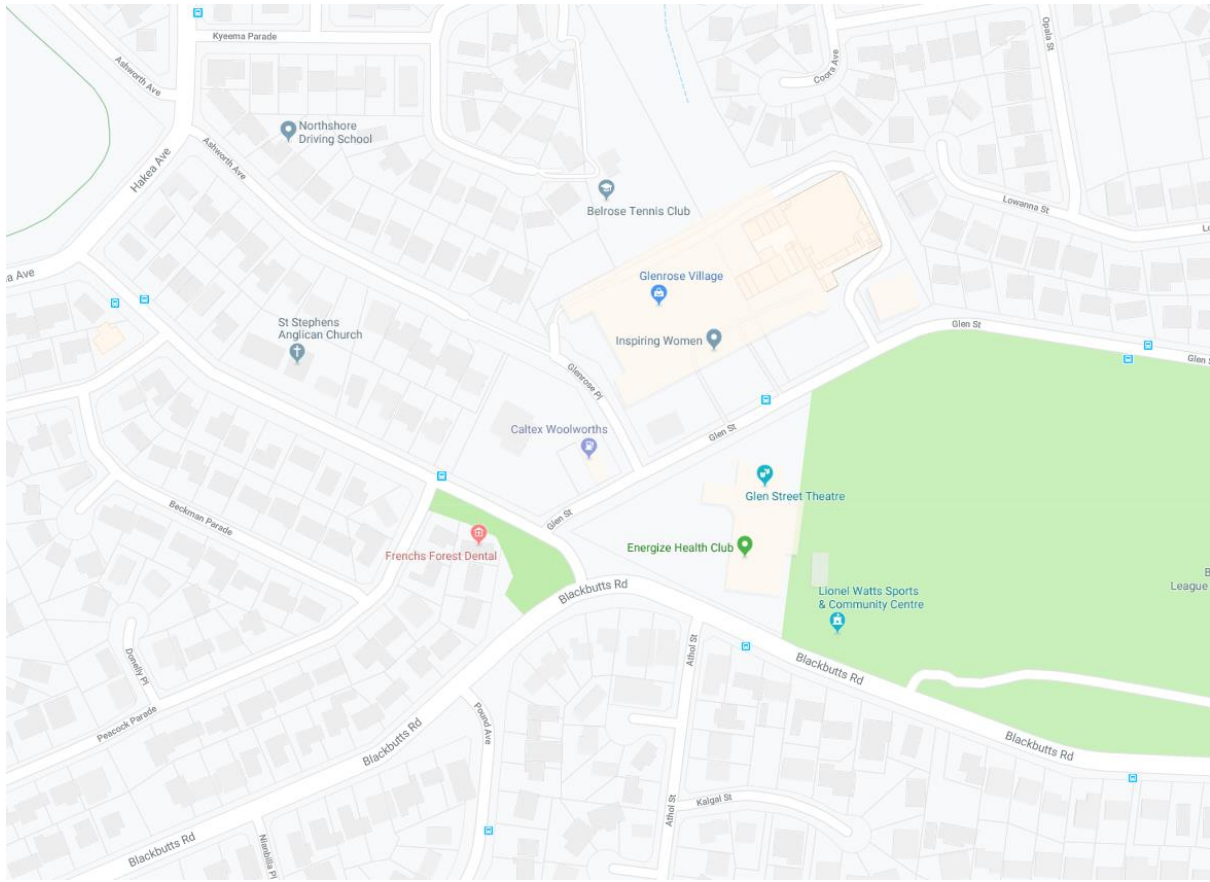 Kyeema Parade
Opala St
Ashworth Ave
Coora Ave
Northshore
Driving School
Ashworth Ave
Hakea Ave
Belrose Tennis Club
Lowanna St
Lo
a Ave
Glenrose Village
St Stephens
Anglican Church
Inspiring Women
Glen St
Glen S
Glenrose Pl
Caltex Woolworths
Glen St
Glen Street Theatre
Beckman Parade
Glen St
Frenchs Forest Dental
Energize Health Club
B
League
Blackbutts Rd
Lionel Watts Sports
& Community Centre
Athol St
Donelly Pl
Blackbutts Rd
Peacock Parade
Pound Ave
Blackbutts Rd
Blackbutts Rd
Kalgal St
Athol St
Blackbutts Rd
Nianbilla Pl